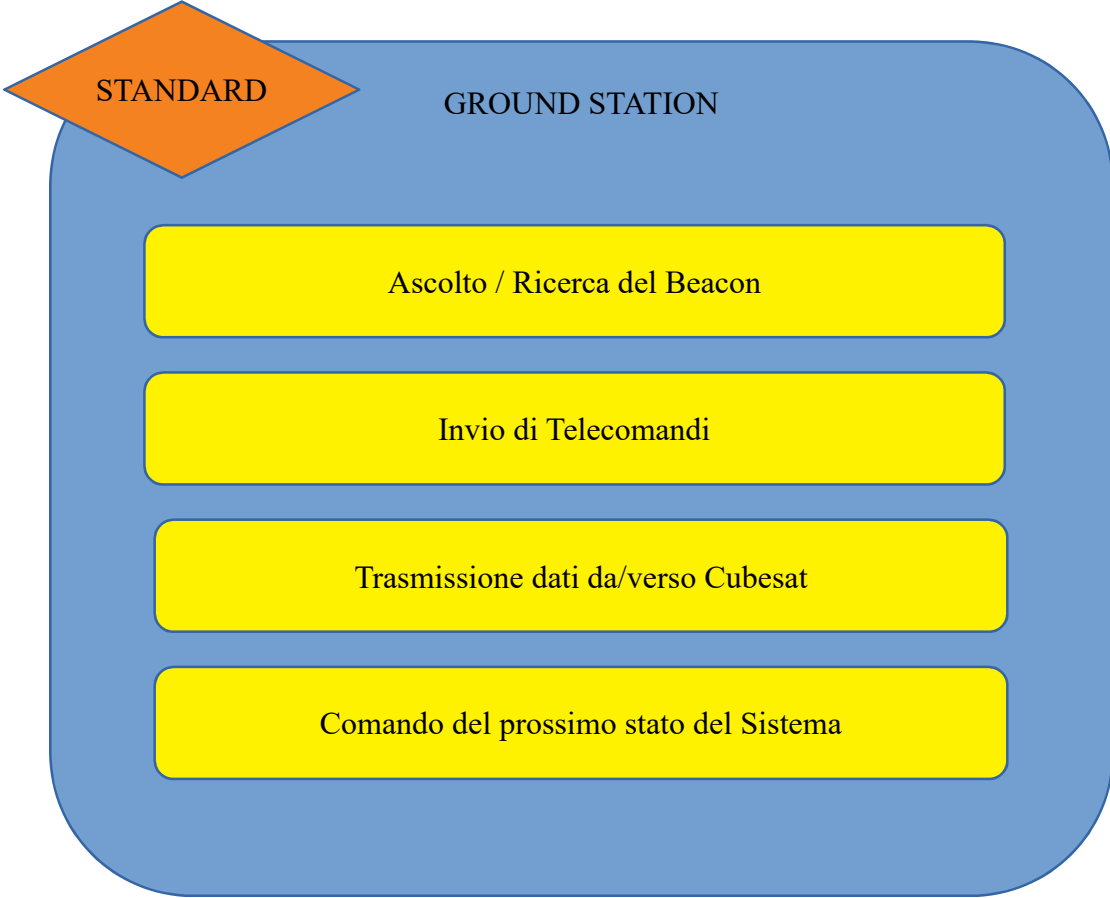 STANDARD
GROUND STATION
Ascolto / Ricerca del Beacon
Invio di Telecomandi
Trasmissione dati da/verso Cubesat
Comando del prossimo stato del Sistema